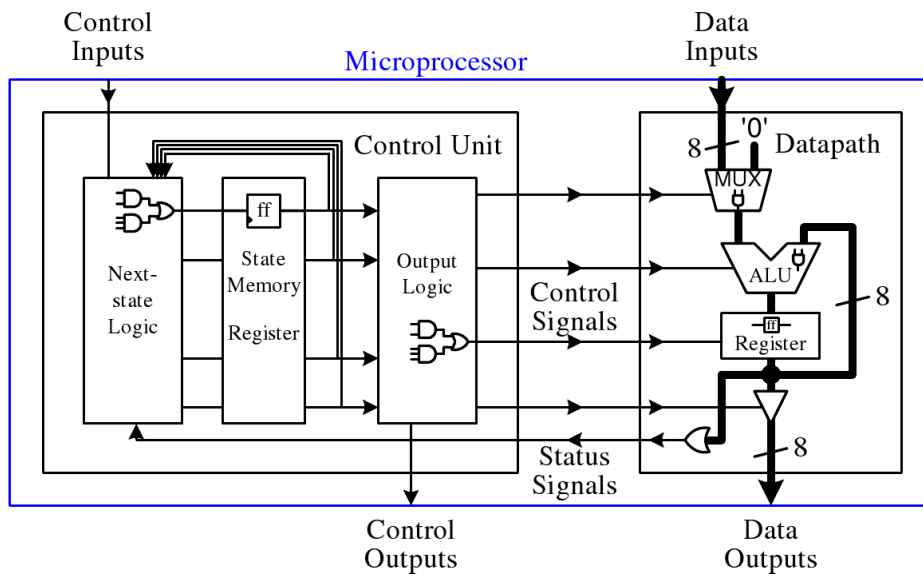 Control
Inputs
Data
Inputs
Microprocessor
Control Unit
8
'0'
Datapath
MUX
ff
Next-
state
Logic
State
Memory
Register
Output
Logic
Control
Signals
ALU
8
ff
Register
Status
Signals
8
Control
Outputs
Data
Outputs